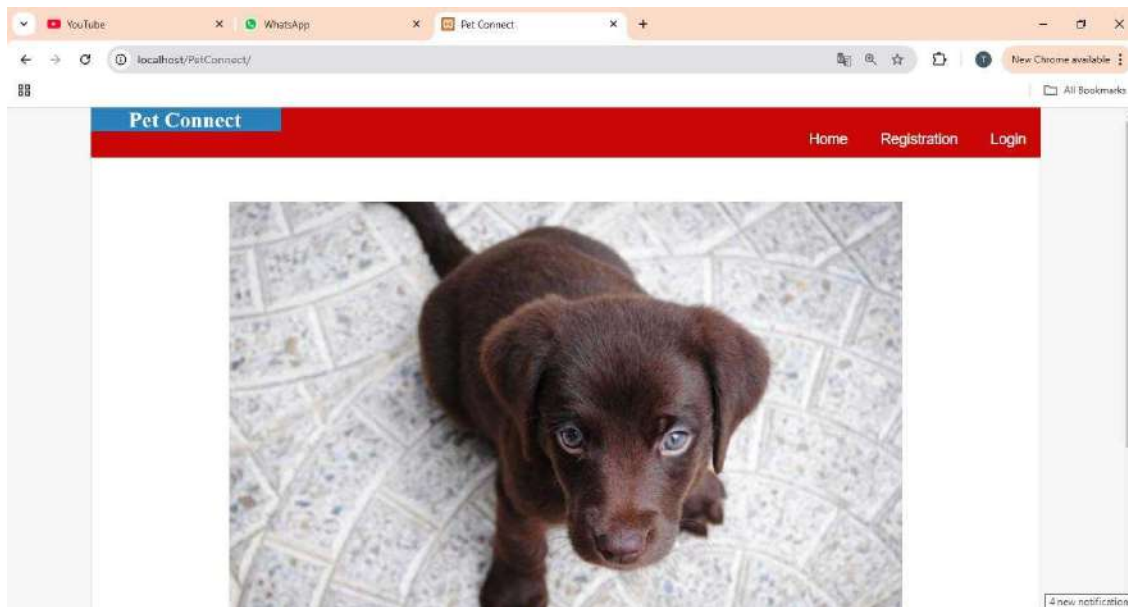 YouTube
WhatsApp
Pet Connect
localhost/PetConnect/
T
New Chrome available
All Bookmarks
Pet Connect
Home Registration Login
4 new notification